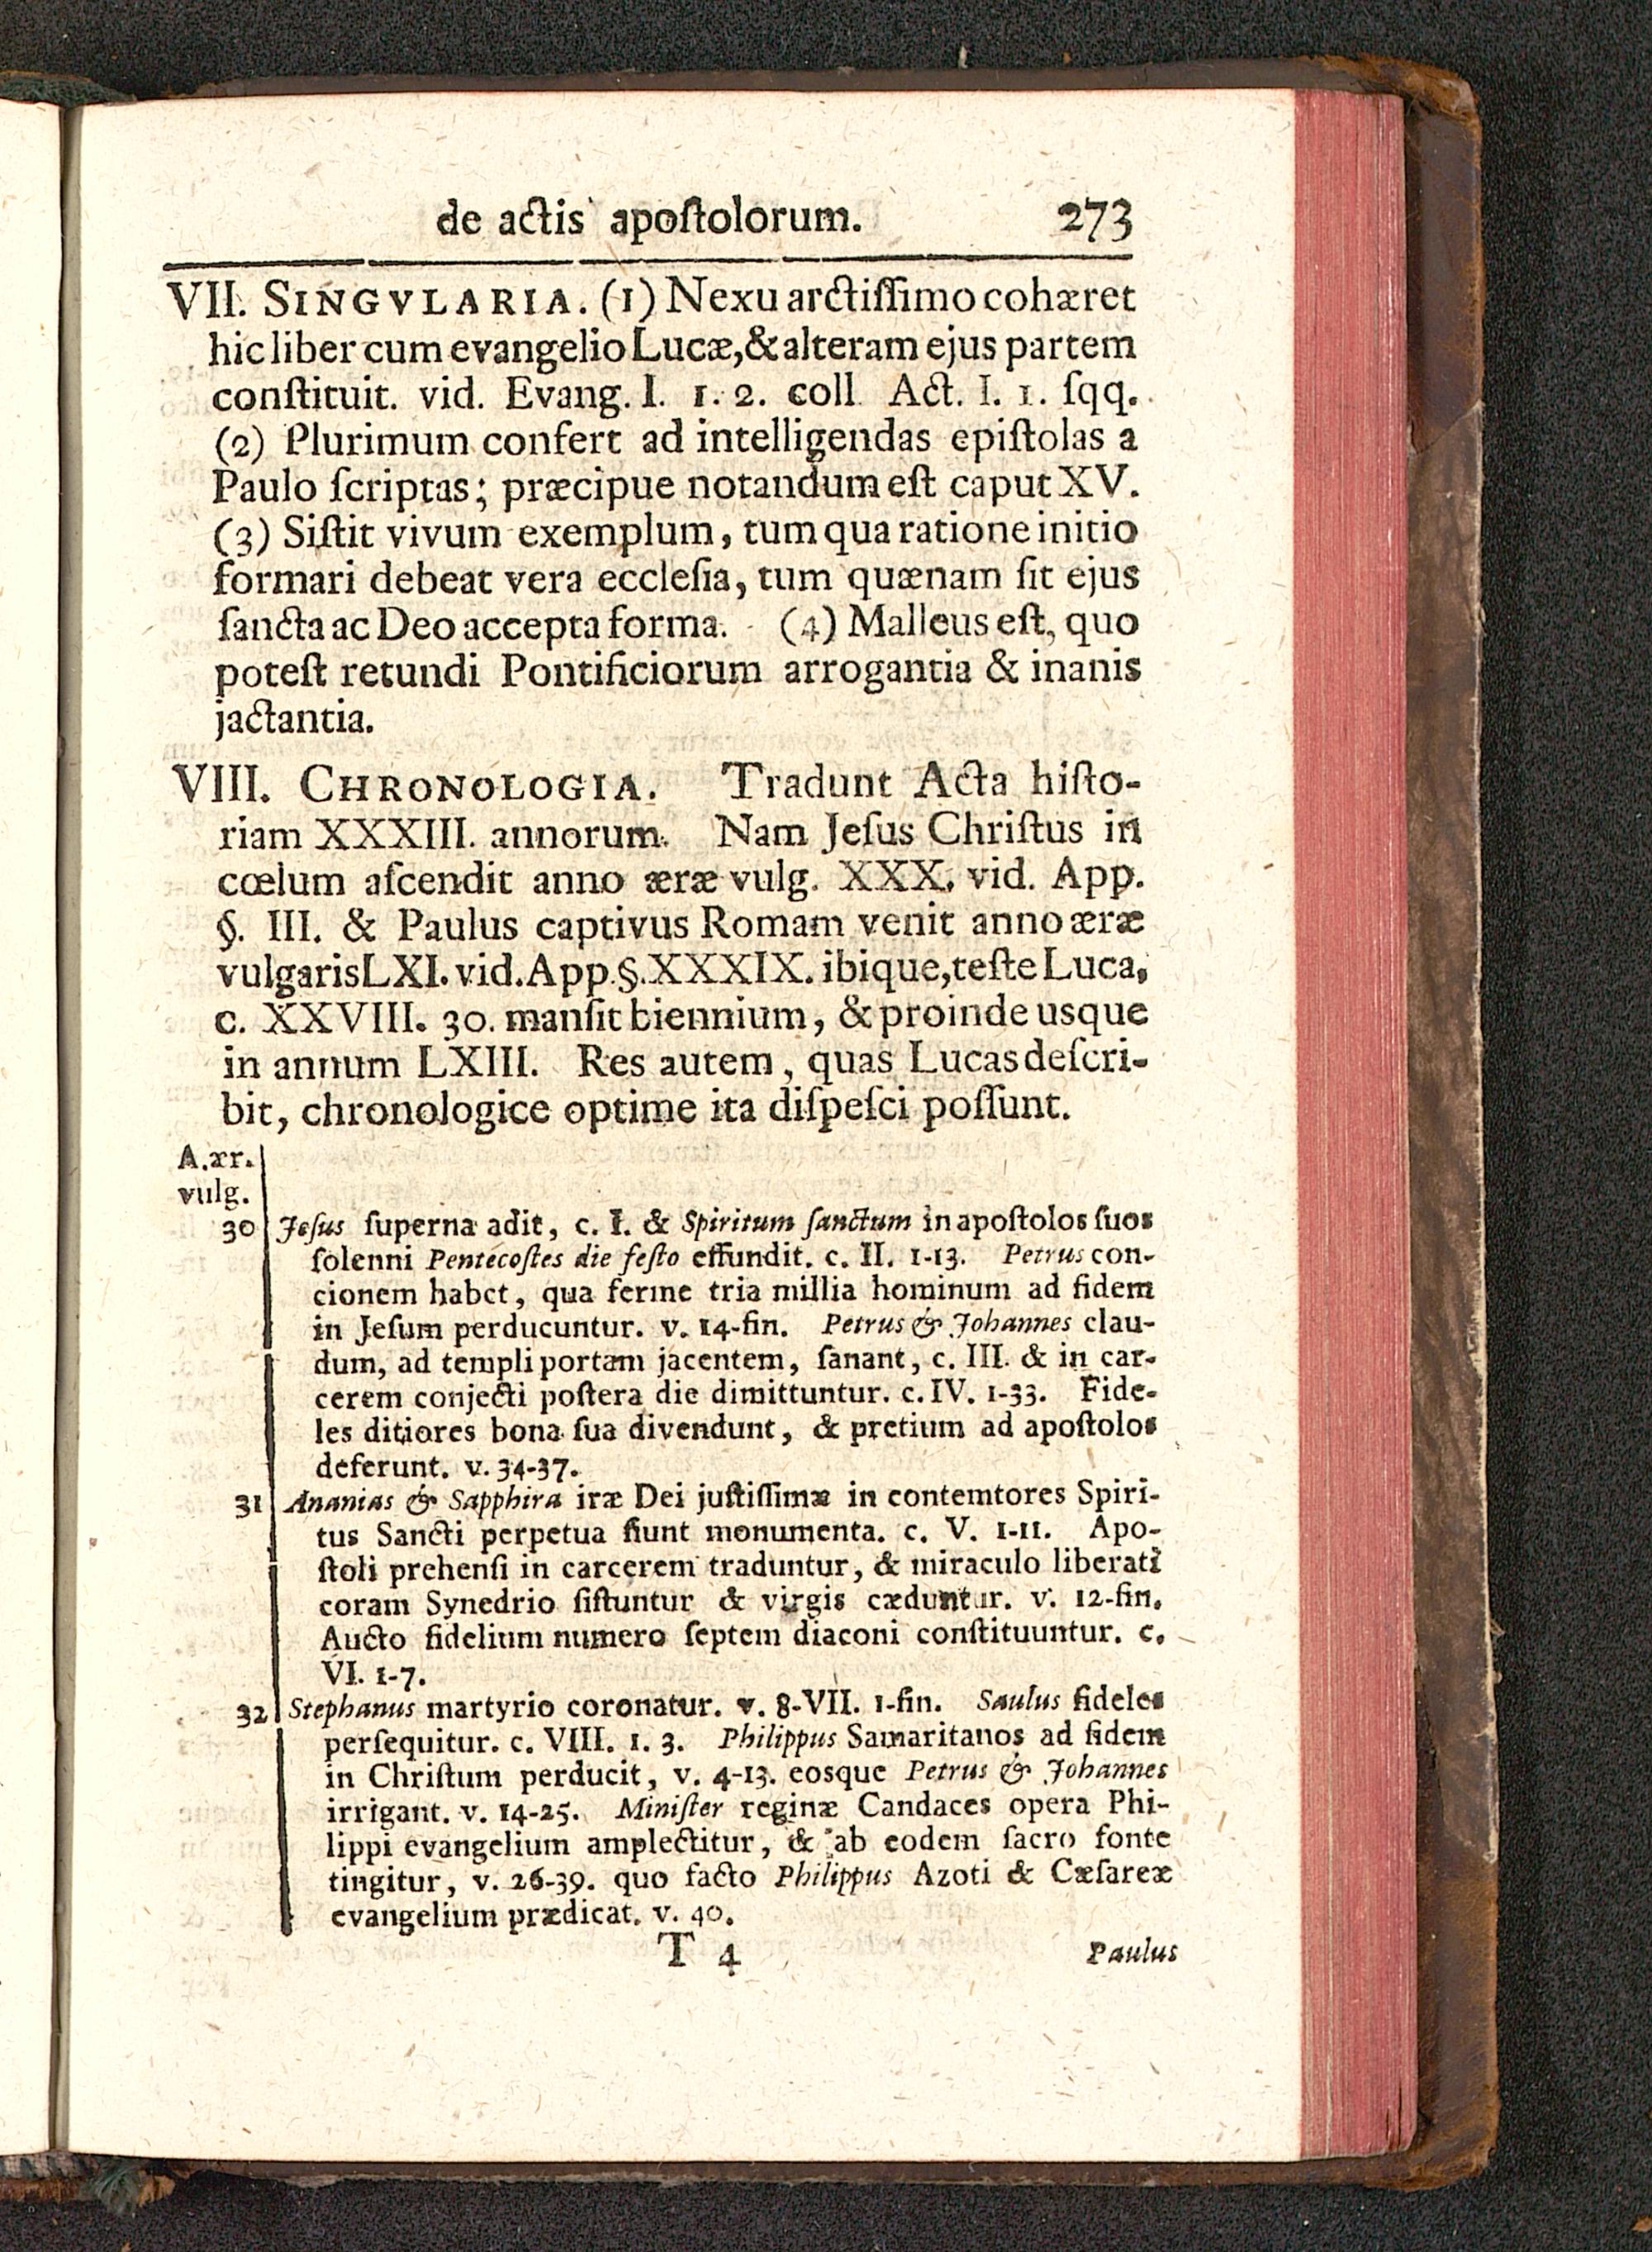 de actis apoſtolorum. 273
VII. SINGVLARIA. (1) Nexu arctiſſimo cohæret
hic liber cum evangelio Lucæ, & alteram ejus partem
conſtituit. vid. Evang. I. 1. 2. coll Act. I. 1. ſqq.
(2) Plurimum confert ad intelligendas epiſtolas a
Paulo ſcriptas; præcipue notandum eſt caput XV.
(3) Siſtit vivum exemplum, tum qua ratione initio
formari debeat vera eccleſia, tum quænam ſit ejus
ſancta ac Deo accepta forma. (4) Malleus eſt, quo
poteſt retundi Pontificiorum arrogantia & inanis
jactantia.
VIII. CHRONOLOGIA. Tradunt Acta hiſto-
riam XXXIII. annorum. Nam Jeſus Chriſtus in
cœlum aſcendit anno æræ vulg. XXX. vid. App.
§. III. & Paulus captivus Romam venit anno æræ
vulgaris LXI. vid. App. §. XXXIX. ibique, teſte Luca,
c. XXVIII. 30. manſit biennium, & proinde usque
in annum LXIII. Res autem, quas Lucas deſcri-
bit, chronologice optime ita diſpeſci poſſunt.
A. ær.
vulg.
30 Jeſus ſuperna adit, c. I. & Spiritum ſanctum in apoſtolos ſuos
ſolenni Pentecoſtes die feſto effundit. c. II. 1-13. Petrus con-
cionem habet, qua ferme tria millia hominum ad fidem
in Jeſum perducuntur. v. 14-fin. Petrus & Johannes clau-
dum, ad templi portam jacentem, ſanant, c. III. & in car-
cerem conjecti poſtera die dimittuntur. c. IV. 1-33. Fide-
les ditiores bona ſua divendunt, & pretium ad apoſtolos
deferunt. v. 34-37.
31 Ananias & Sapphira iræ Dei juſtiſſimæ in contemtores Spiri-
tus Sancti perpetua fiunt monumenta. c. V. 1-11. Apo-
ſtoli prehenſi in carcerem traduntur, & miraculo liberati
coram Synedrio ſiſtuntur & virgis cæduntur. v. 12-fin.
Aucto fidelium numero ſeptem diaconi conſtituuntur. c.
VI. 1-7.
32 Stephanus martyrio coronatur. v. 8-VII. 1-fin. Saulus fideles
perſequitur. c. VIII. 1. 3. Philippus Samaritanos ad fidem
in Chriſtum perducit, v. 4-13. eosque Petrus & Johannes
irrigant. v. 14-25. Miniſter reginæ Candaces opera Phi-
lippi evangelium amplectitur, & ab eodem ſacro fonte
tingitur, v. 26-39. quo facto Philippus Azoti & Cæſareæ
evangelium prædicat. v. 40.
T 4 Paulus